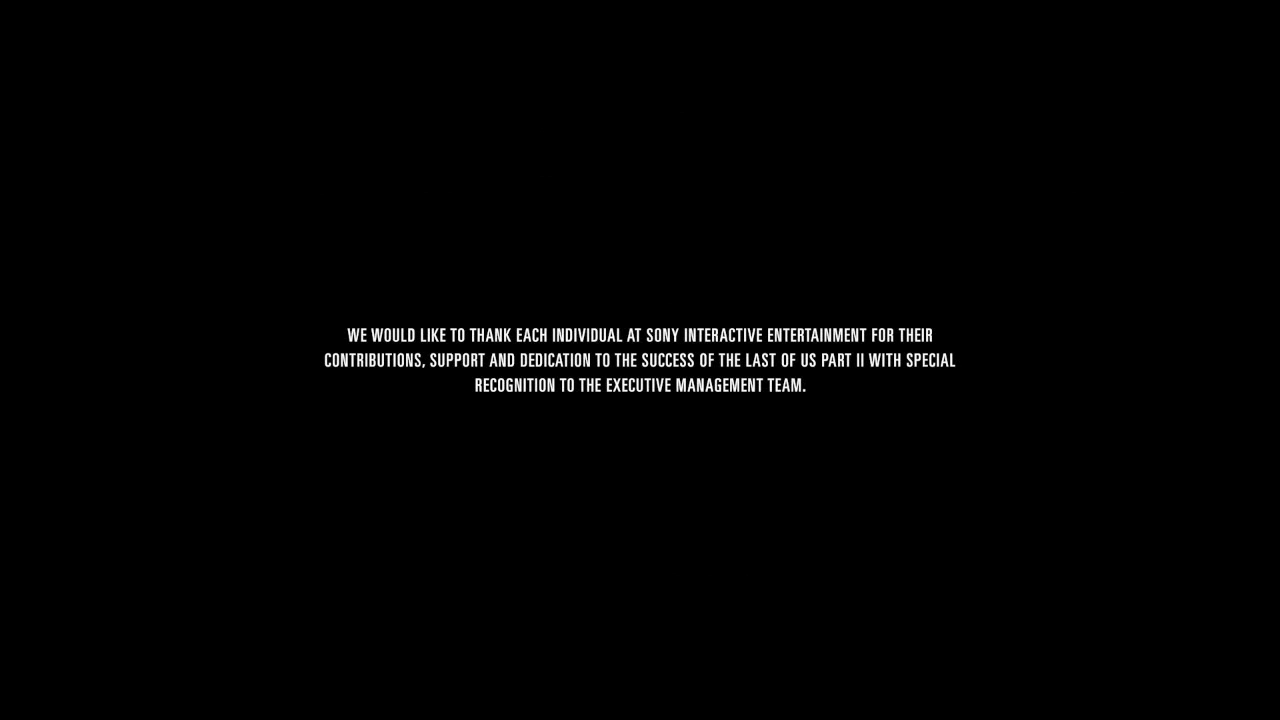 WE WOULD LIKE TO THANK EACH INDIVIDUAL AT SONY INTERACTIVE ENTERTAINMENT FOR THEIR
CONTRIBUTIONS, SUPPORT AND DEDICATION TO THE SUCCESS OF THE LAST OF US PART II WITH SPECIAL
RECOGNITION TO THE EXECUTIVE MANAGEMENT TEAM.